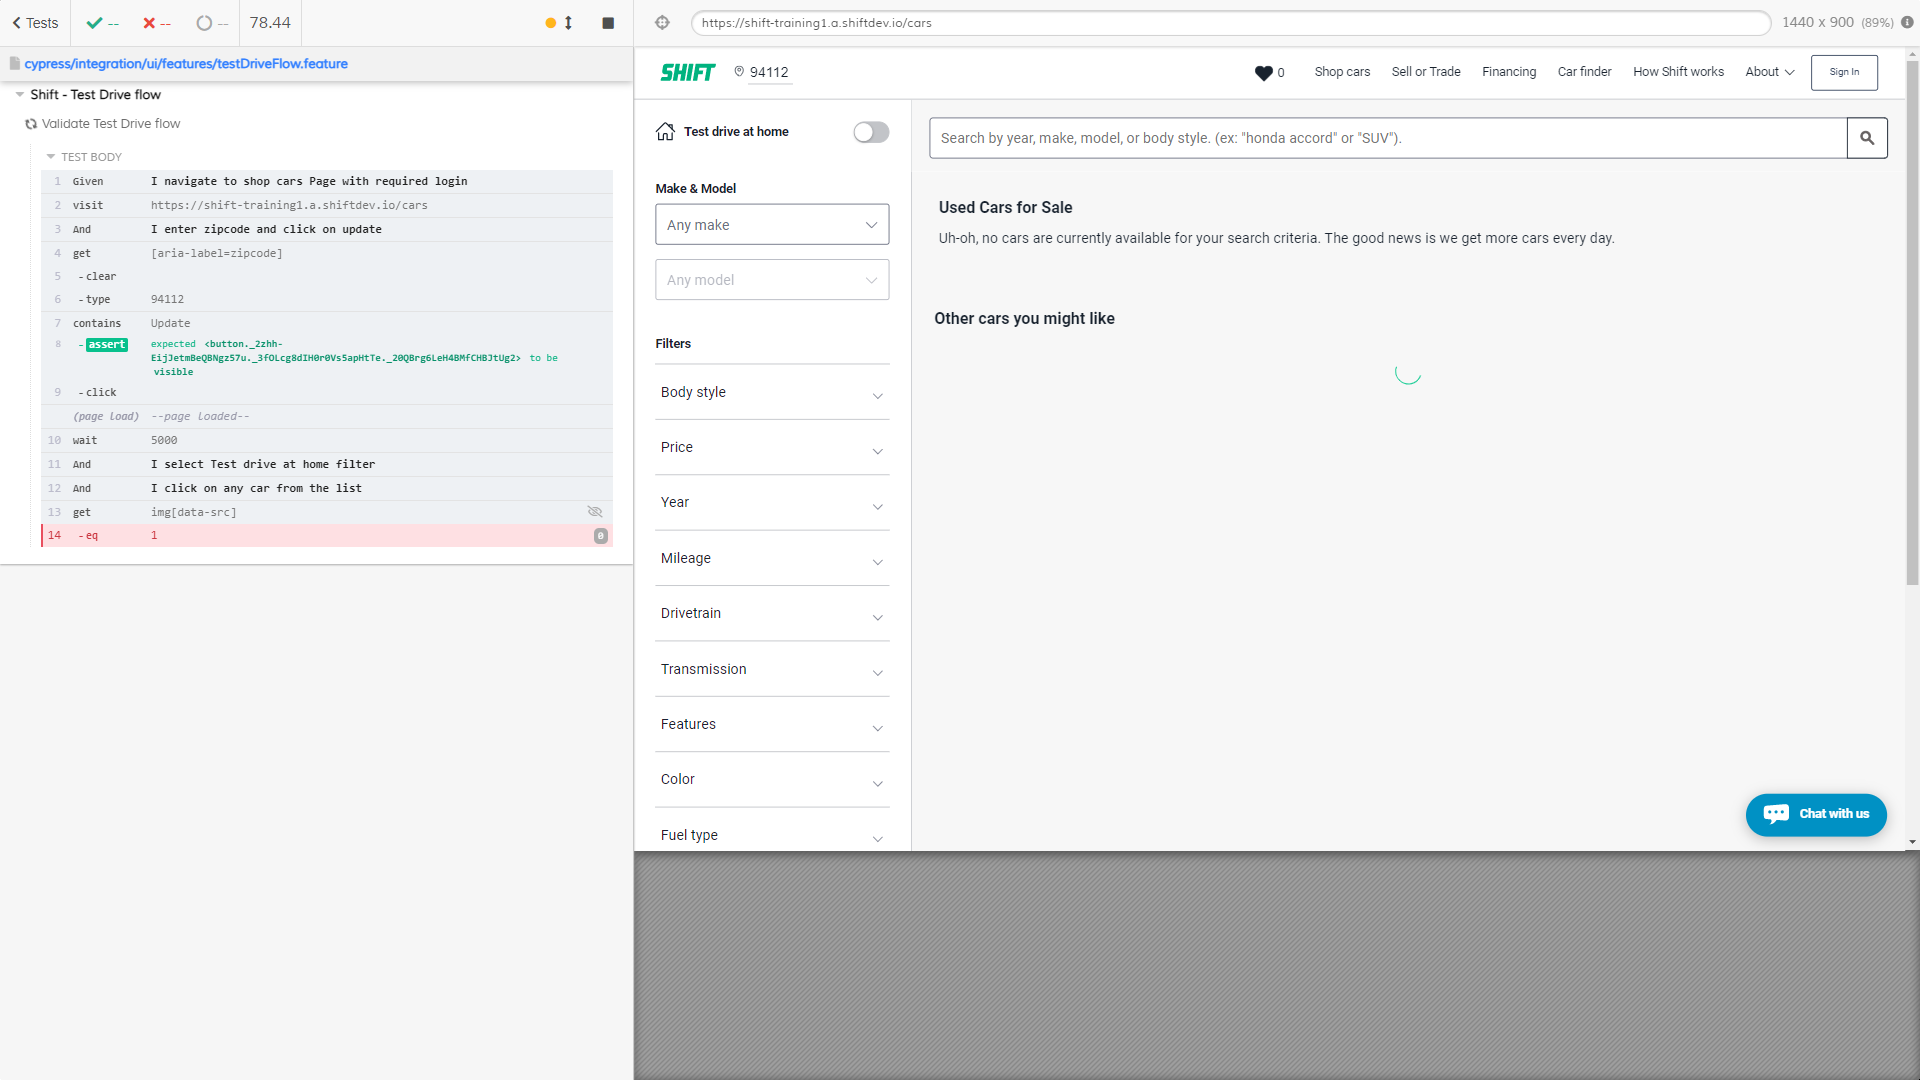 Tests
--
--
--
78.44
cypress/integration/ui/features/testDriveFlow.feature
Shift - Test Drive flow
Validate Test Drive flow
TEST BODY
1 Given I navigate to shop cars Page with required login
2 visit https://shift-training1.a.shiftdev.io/cars
3 And I enter zipcode and click on update
4 get [aria-label=zipcode]
5 -clear
6 -type 94112
7 contains Update
8 -assert expected <button._2zhh-
EijJetmBeQBNgz57u._3fOLcg8dIH0r0Vs5apHtTe._20QBrg6LeH4BMfCHBJtUg2> to be
visible
9 -click
(page load) --page loaded--
10 wait 5000
11 And I select Test drive at home filter
12 And I click on any car from the list
13 get img[data-src]
14 -eq 1 0
https://shift-training1.a.shiftdev.io/cars
1440 x 900 (89%)
SHIFT
94112
0
Shop cars
Sell or Trade
Financing
Car finder
How Shift works
About
Sign In
Test drive at home
Make & Model
Any make
Any model
Filters
Body style
Price
Year
Mileage
Drivetrain
Transmission
Features
Color
Fuel type
Search by year, make, model, or body style. (ex: "honda accord" or "SUV").
Used Cars for Sale
Uh-oh, no cars are currently available for your search criteria. The good news is we get more cars every day.
Other cars you might like
Chat with us